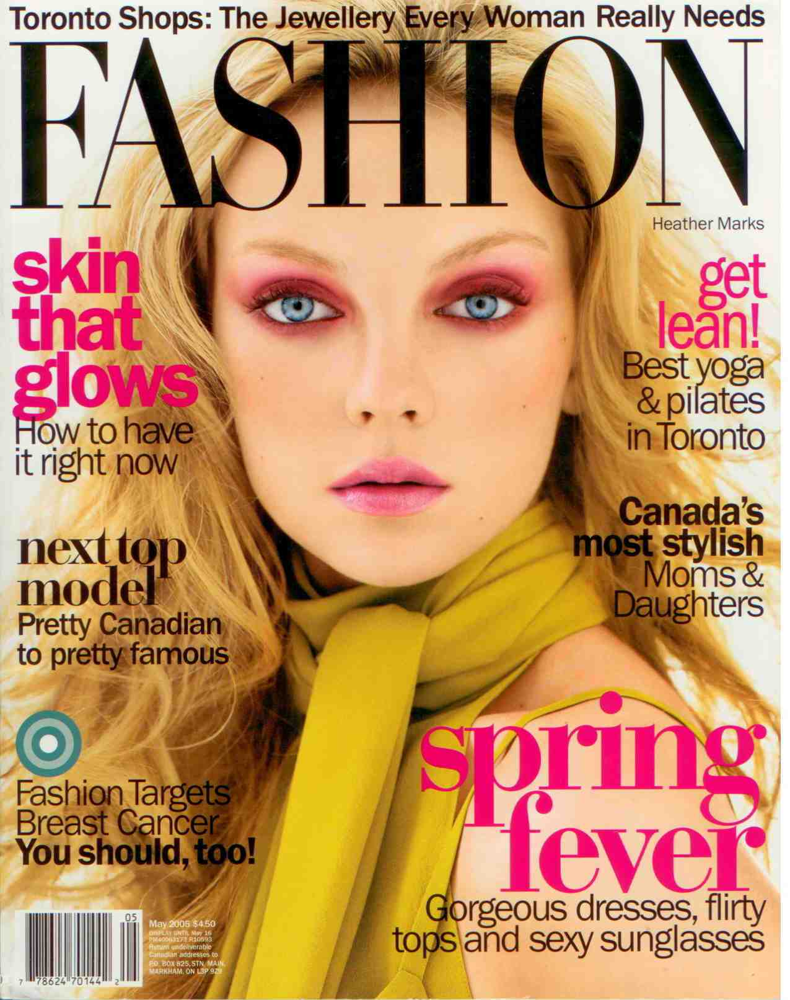 Toronto Shops: The Jewellery Every Woman Really Needs
FASHION
Heather Marks
skin
that
glows
How to have
it right now
next top
model
Pretty Canadian
to pretty famous
Fashion Targets
Breast Cancer
You should, too!
get
lean!
Best yoga
& pilates
in Toronto
Canada's
most stylish
Moms &
Daughters
spring
fever
Gorgeous dresses, flirty
tops and sexy sunglasses
05
May 2005 $4.50
DISPLAY UNTIL May 16
PM40063173 R10593
Return undeliverable
Canadian addresses to
P.O. BOX 825, STN. MAIN,
MARKHAM, ON L3P 9Z9
7 78624 70144 2